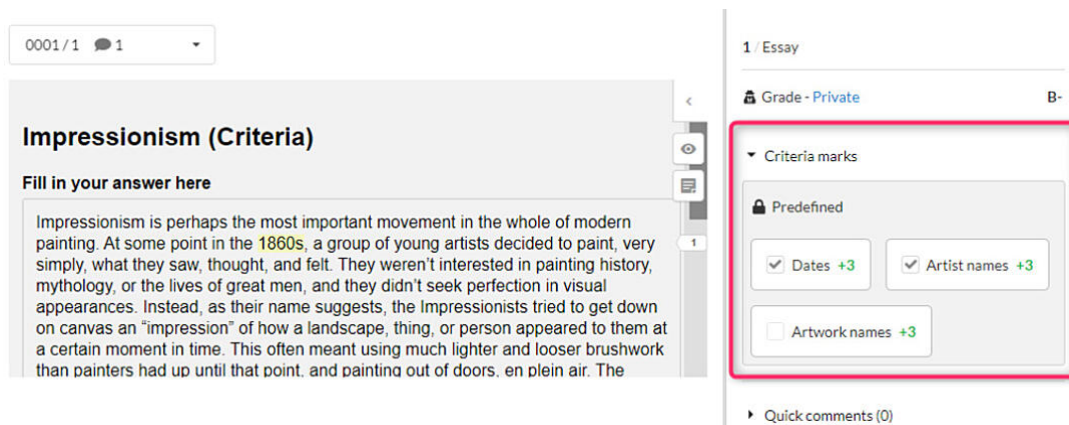 0001 / 1 1
Impressionism (Criteria)
Fill in your answer here
Impressionism is perhaps the most important movement in the whole of modern
painting. At some point in the 1860s, a group of young artists decided to paint, very
simply, what they saw, thought, and felt. They weren't interested in painting history,
mythology, or the lives of great men, and they didn't seek perfection in visual
appearances. Instead, as their name suggests, the Impressionists tried to get down
on canvas an “impression” of how a landscape, thing, or person appeared to them at
a certain moment in time. This often meant using much lighter and looser brushwork
than painters had up until that point, and painting out of doors, en plein air. The
1
1 / Essay
Grade - Private B-
Criteria marks
Predefined
Dates +3 Artist names +3
Artwork names +3
Quick comments (0)